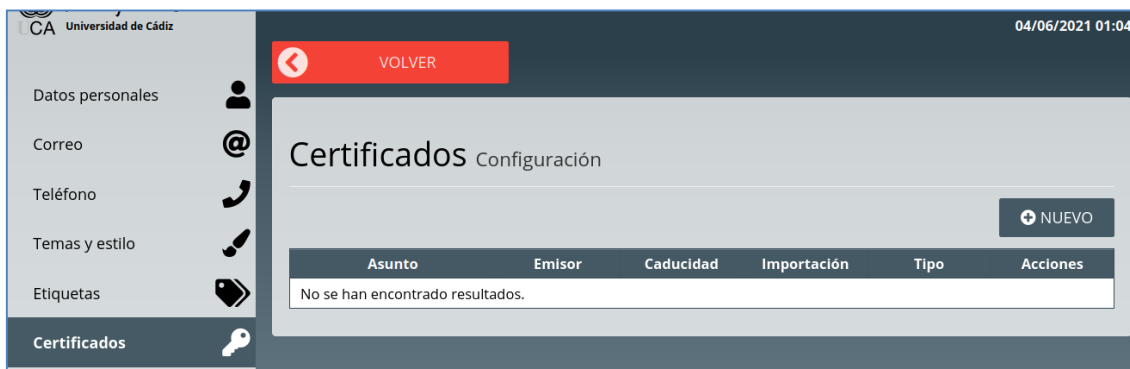 UCA Universidad de Cádiz
04/06/2021 01:04
VOLVER
Datos personales
Correo
Teléfono
Temas y estilo
Etiquetas
Certificados
Certificados Configuración
NUEVO
Asunto Emisor Caducidad Importación Tipo Acciones
No se han encontrado resultados.